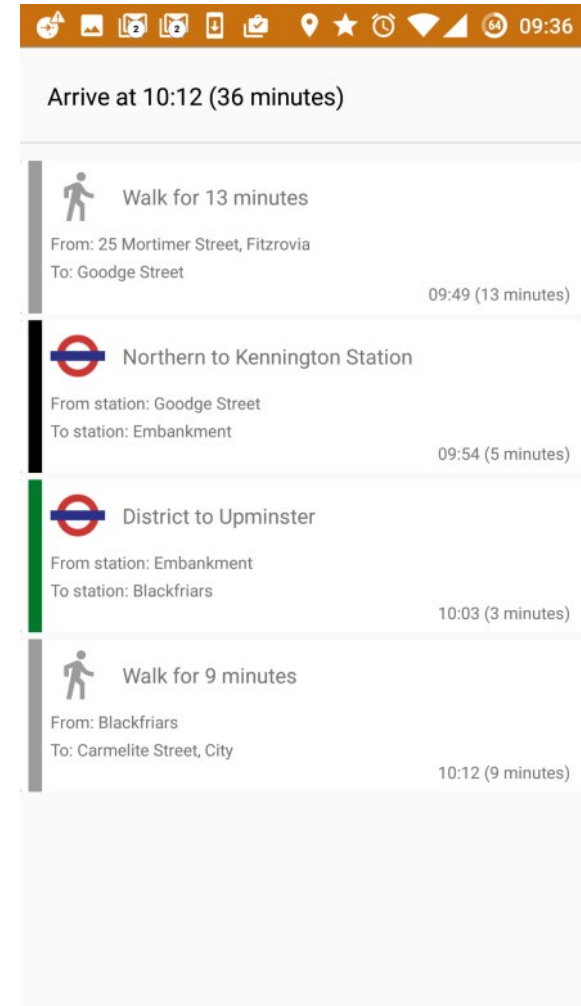 2 2 64 09:36
Arrive at 10:12 (36 minutes)
Walk for 13 minutes
From: 25 Mortimer Street, Fitzrovia
To: Goodge Street
09:49 (13 minutes)
Northern to Kennington Station
From station: Goodge Street
To station: Embankment
09:54 (5 minutes)
District to Upminster
From station: Embankment
To station: Blackfriars
10:03 (3 minutes)
Walk for 9 minutes
From: Blackfriars
To: Carmelite Street, City
10:12 (9 minutes)